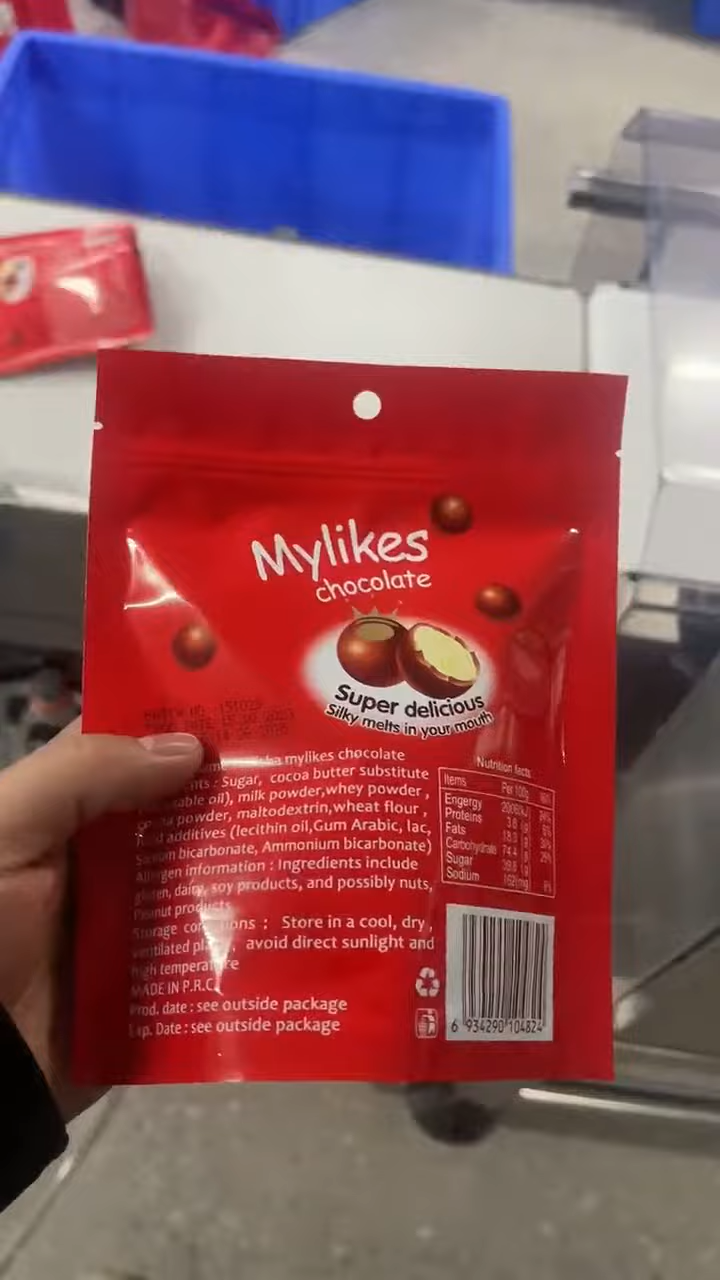 Mylikes
chocolate
Super delicious
Silky melts in your mouth
mylikes chocolate
Sugar, cocoa butter substitute
oil), milk powder,whey powder,
powder, maltodextrin,wheat flour,
additives (lecithin oil,Gum Arabic, lac,
bicarbonate, Ammonium bicarbonate)
Allergen information : Ingredients include
gluten, dairy, soy products, and possibly nuts,
Peanut products
Storage : Store in a cool, dry,
ventilated , avoid direct sunlight and
high temperature
MADE IN P.R.C
Prod. date : see outside package
Exp. Date : see outside package
Nutrition facts
Items Per 100g
Engergy
Proteins 3.8
Fats
Carbohydrate
Sugar
Sodium
6 934290 104824